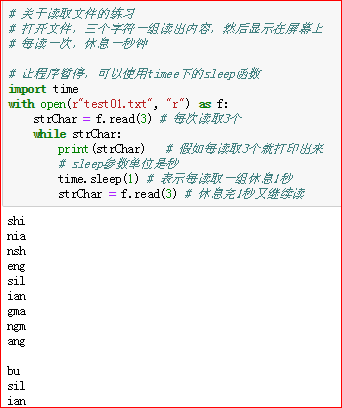 # 关于读取文件的练习
# 打开文件，三个字符一组读出内容，然后显示在屏幕上
# 每读一次，休息一秒钟
# 让程序暂停，可以使用timee下的sleep函数
import time
with open(r"test01.txt", "r") as f:
    strChar = f.read(3) # 每次读取3个
    while strChar:
        print(strChar)   # 假如每读取3个就打印出来
        # sleep参数单位是秒
        time.sleep(1) # 表示每读取一组休息1秒
        strChar = f.read(3) # 休息完1秒又继续读
shi
nia
nsh
eng
sil
ian
gma
ngm
ang
bu
sil
ian